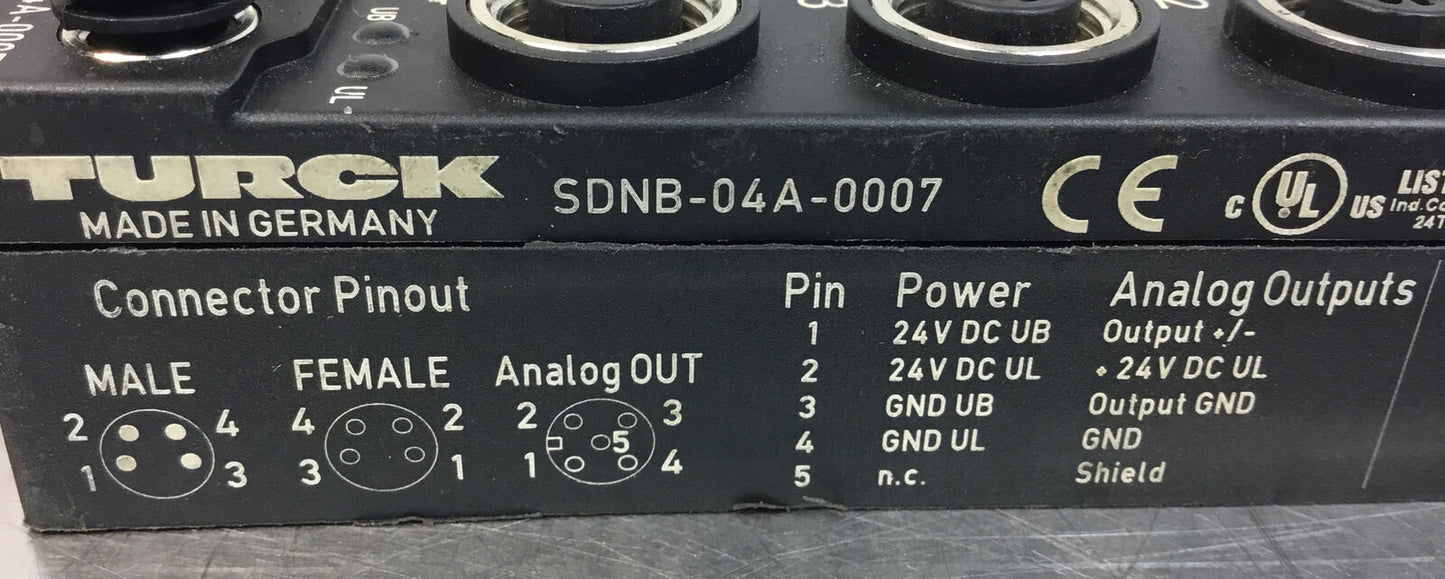 UB
3
2
UL
TURCK
MADE IN GERMANY
SDNB-04A-0007
CE
C UL US
Connector Pinout
MALE
2 4
1 3
FEMALE
4 2
3 1
Analog OUT
2 3
5
1 4
Pin Power Analog Outputs
1 24V DC UB Output +/-
2 24V DC UL + 24V DC UL
3 GND UB Output GND
4 GND UL GND
5 n.c. Shield